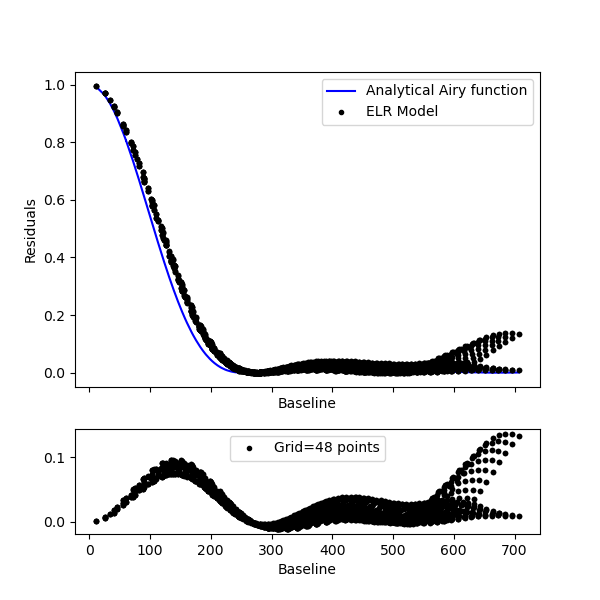 1.0
0.8
0.6
0.4
0.2
0.0
Residuals
Analytical Airy function
ELR Model
Baseline
0.1
0.0
Grid=48 points
0 100 200 300 400 500 600 700
Baseline